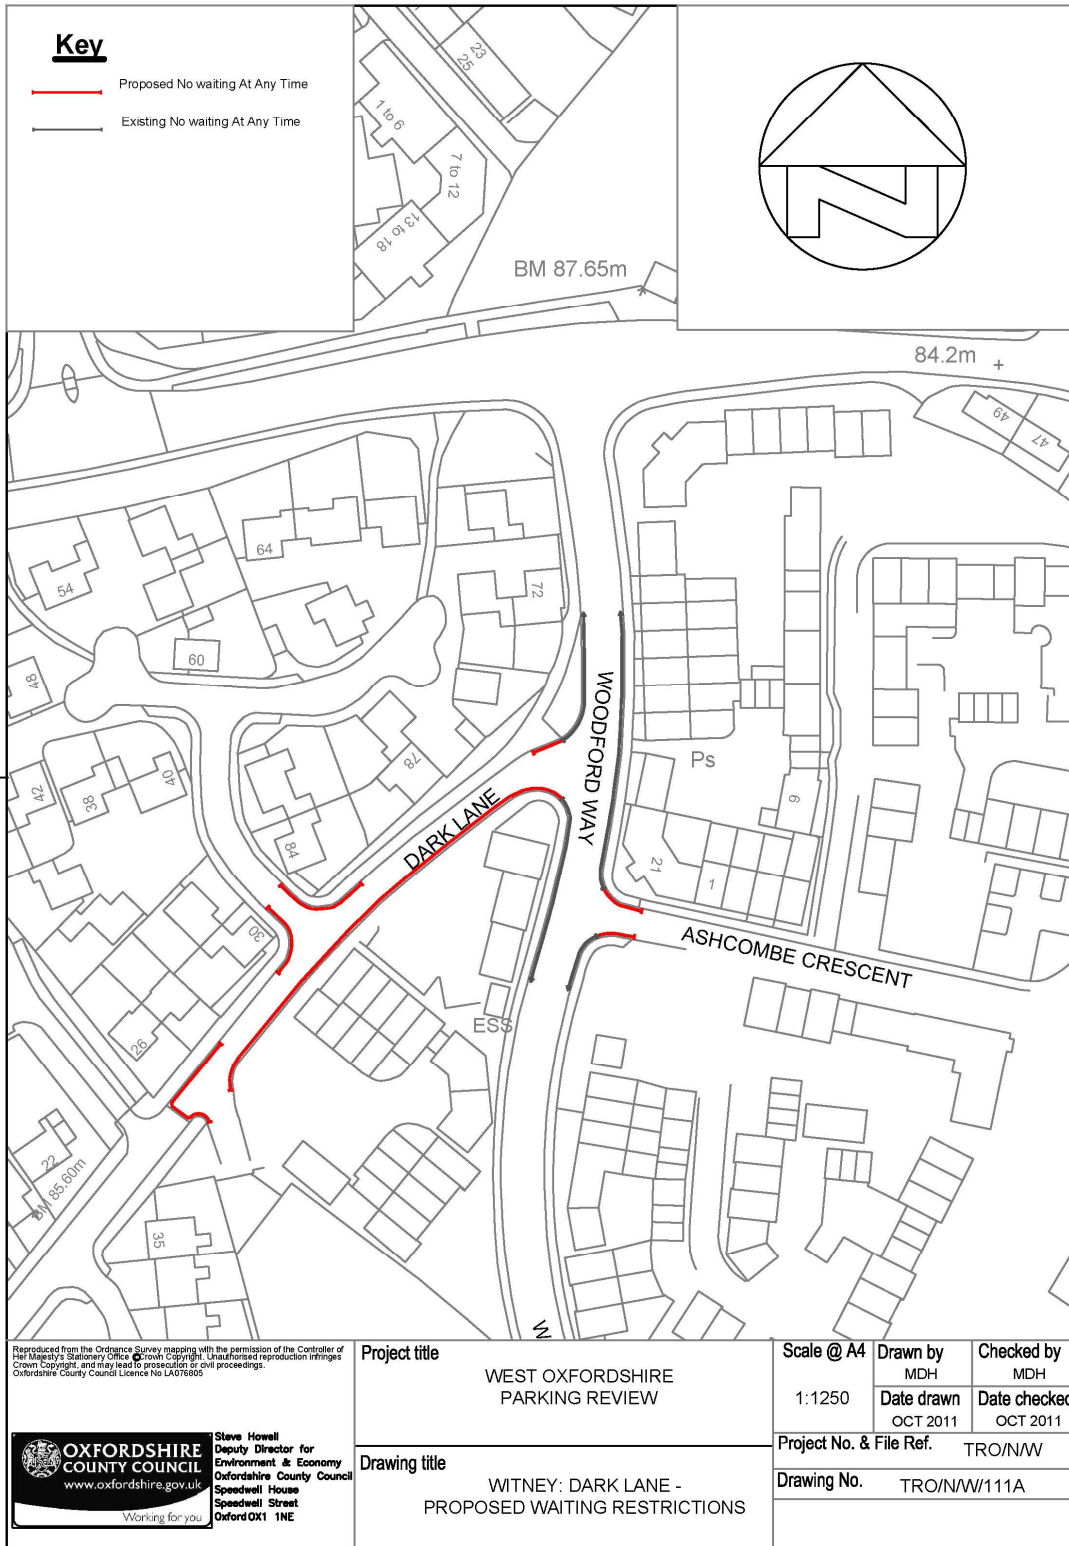 Key
Proposed No waiting At Any Time
Existing No waiting At Any Time
23
25
1 to 6
7 to 12
13 to 18
BM 87.65m
84.2m
49
47
54
64
72
60
48
WOODFORD WAY
Ps
78
40
38
42
DARK LANE
84
9
21
1
30
ASHCOMBE CRESCENT
ESS
26
22
BM 85.60m
35
W
Reproduced from the Ordnance Survey mapping with the permission of the Controller of
Her Majesty's Stationery Office © Crown Copyright. Unauthorised reproduction infringes
Crown Copyright, and may lead to prosecution or civil proceedings.
Oxfordshire County Council Licence No LA076805
OXFORDSHIRE
COUNTY COUNCIL
www.oxfordshire.gov.uk
Working for you
Steve Howell
Deputy Director for
Environment & Economy
Oxfordshire County Council
Speedwell House
Speedwell Street
Oxford OX1 1NE
Project title
WEST OXFORDSHIRE
PARKING REVIEW
Drawing title
WITNEY: DARK LANE -
PROPOSED WAITING RESTRICTIONS
Scale @ A4
1:1250
Drawn by
MDH
Checked by
MDH
Date drawn
OCT 2011
Date checked
OCT 2011
Project No. & File Ref. TRO/N/W
Drawing No. TRO/N/W/111A